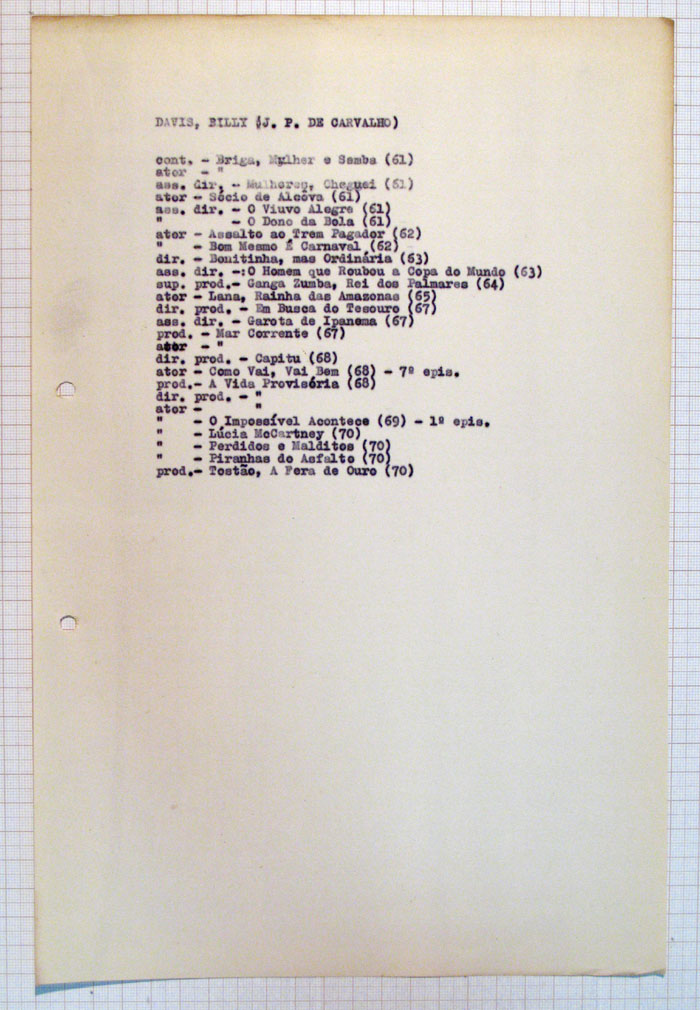 DAVIS, BILLY (J. P. DE CARVALHO)
cont. - Briga, Mulher e Samba (61)
ator - "
ass. dir. - Mulheres, Cheguei (61)
ator - Sócio de Alcôva (61)
ass. dir. - O Viuvo Alegre (61)
" - O Dono da Bola (61)
ator - Assalto ao Trem Pagador (62)
" - Bom Mesmo É Carnaval (62)
dir. - Bonitinha, mas Ordinária (63)
ass. dir. -:O Homem que Roubou a Copa do Mundo (63)
sup. prod.- Ganga Zumba, Rei dos Palmares (64)
ator - Lana, Rainha das Amazonas (65)
dir. prod. - Em Busca do Tesouro (67)
ass. dir. - Garota de Ipanema (67)
prod. - Mar Corrente (67)
ator - "
dir. prod. - Capitu (68)
ator - Como Vai, Vai Bem (68) - 7º epis.
prod.- A Vida Provisória (68)
dir. prod. - "
ator - "
" - O Impossível Acontece (69) - 1º epis.
" - Lúcia McCartney (70)
" - Perdidos e Malditos (70)
" - Piranhas do Asfalto (70)
prod.- Tostão, A Fera de Ouro (70)